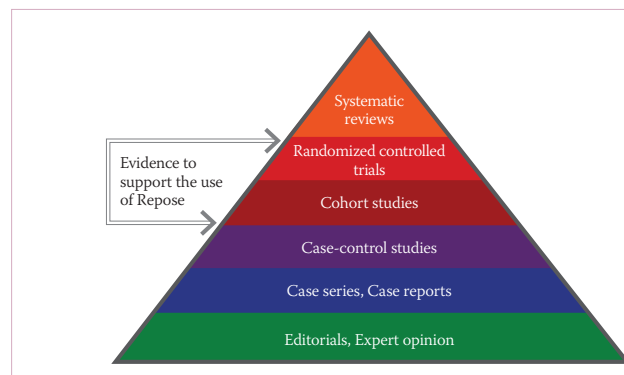 Systematic
reviews
Evidence to
support the use
of Repose
Randomized controlled
trials
Cohort studies
Case-control studies
Case series, Case reports
Editorials, Expert opinion